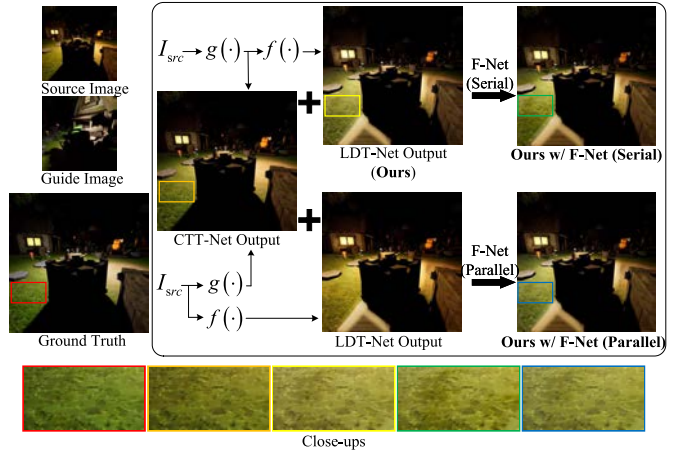 Source Image
Guide Image
Ground Truth
I_src → g(·) → f(·)
CTT-Net Output
LDT-Net Output
(Ours)
F-Net
(Serial)
Ours w/ F-Net (Serial)
I_src → g(·)
f(·)
LDT-Net Output
F-Net
(Parallel)
Ours w/ F-Net (Parallel)
Close-ups